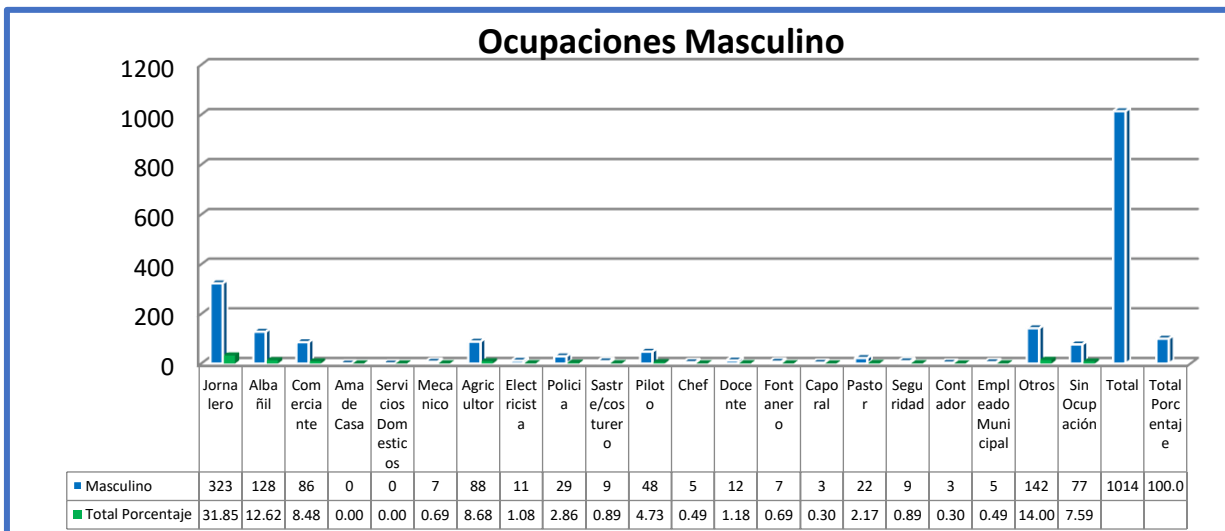 Ocupaciones Masculino
1200
1000
800
600
400
200
0
Jorna Alba Com Ama Servi Meca Agric Elect Policia Sastr Pilot Chef Doce Font Capo Pasto Segu Cont Empl Otros Sin Total Total
lero ñil ercia de cios nico ultor ricist e/cos o nte anero ral r ridad ador eado Ocup Porc
nte Casa Dom a turer Muni ación entaj
estic o cipal e
os
Masculino 323 128 86 0 0 7 88 11 29 9 48 5 12 7 3 22 9 3 5 142 77 1014 100.0
Total Porcentaje 31.85 12.62 8.48 0.00 0.00 0.69 8.68 1.08 2.86 0.89 4.73 0.49 1.18 0.69 0.30 2.17 0.89 0.30 0.49 14.00 7.59